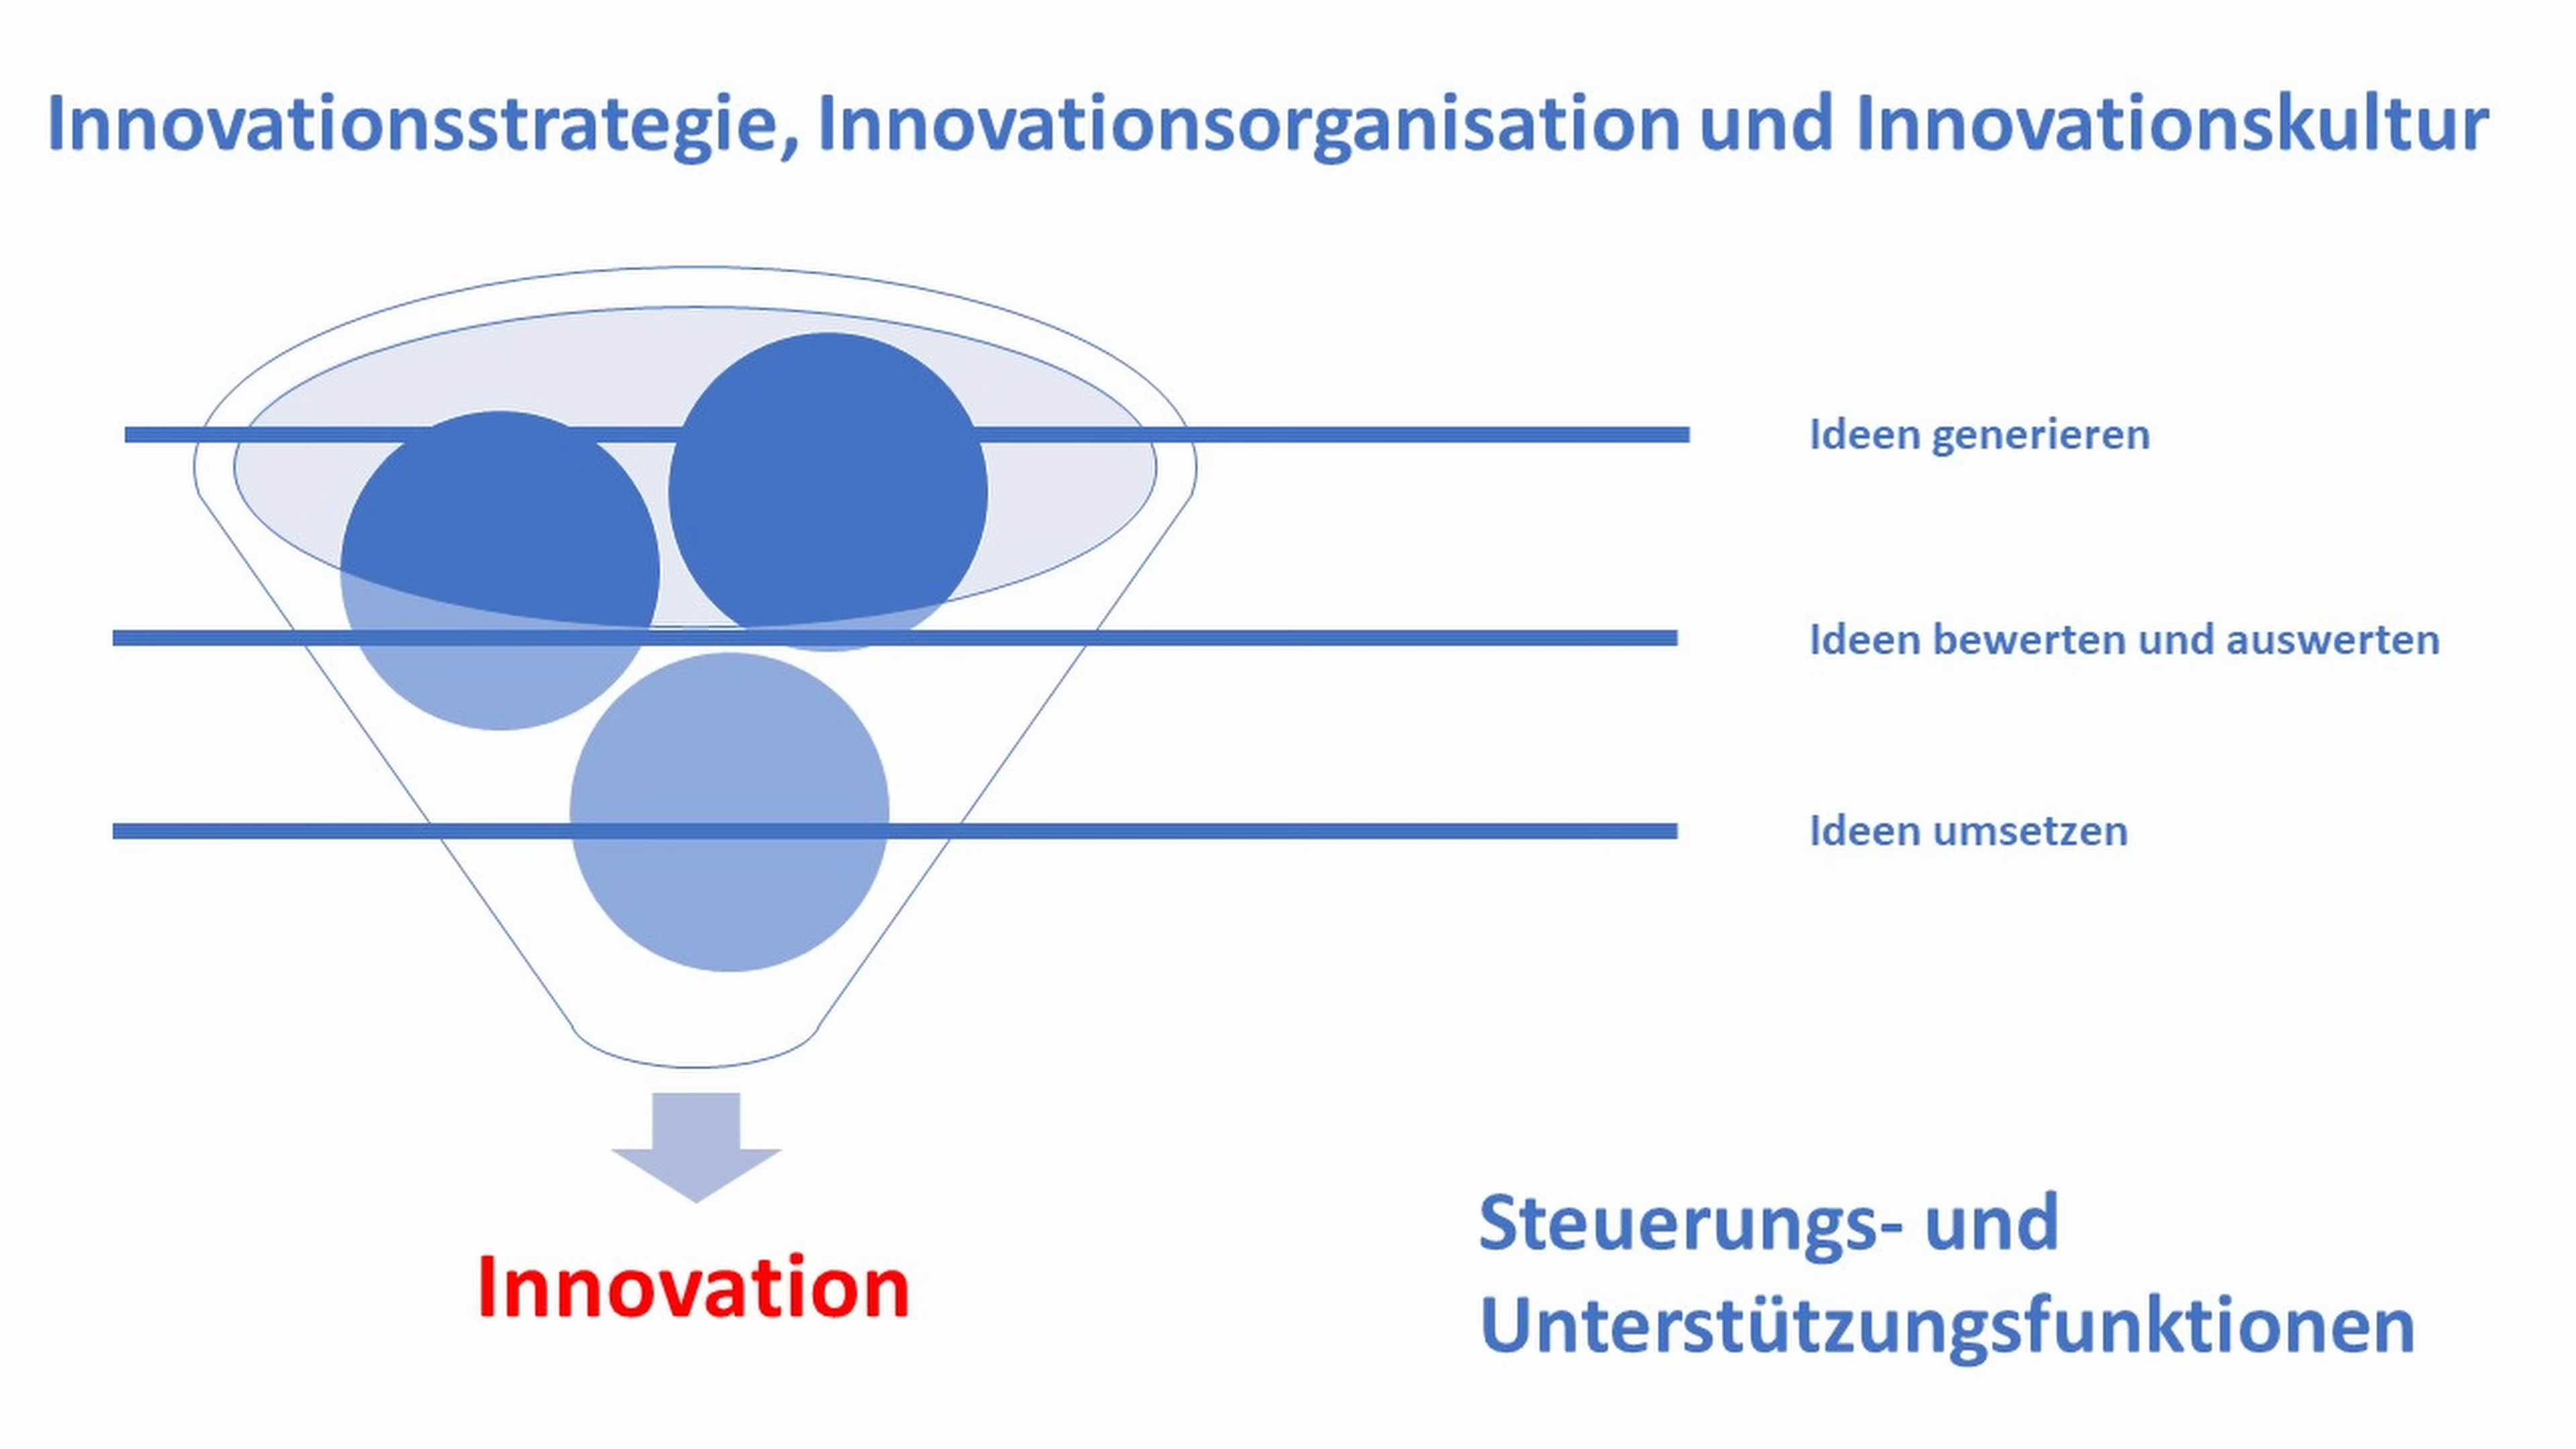 Innovationsstrategie, Innovationsorganisation und Innovationskultur
Ideen generieren
Ideen bewerten und auswerten
Ideen umsetzen
Innovation
Steuerungs- und
Unterstützungsfunktionen